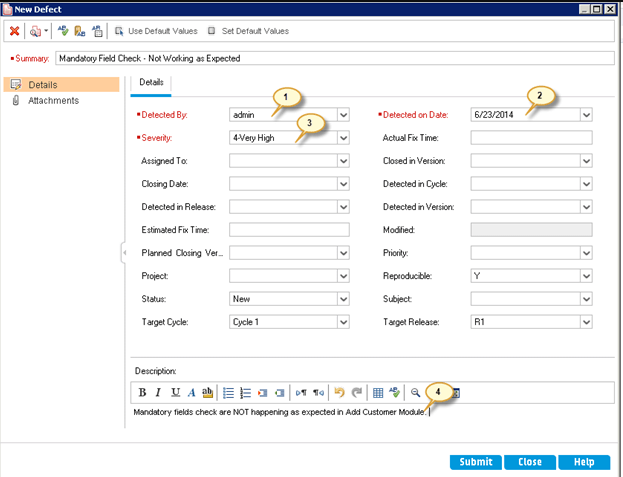 New Defect
Use Default Values Set Default Values
*Summary: Mandatory Field Check - Not Working as Expected
Details
Attachments
Details
*Detected By: admin 1 *Detected on Date: 6/23/2014 2
*Severity: 4-Very High 3 Actual Fix Time:
Assigned To: Closed in Version:
Closing Date: Detected in Cycle:
Detected in Release: Detected in Version:
Estimated Fix Time: Modified:
Planned Closing Ver... Priority:
Project: Reproducible: Y
Status: New Subject:
Target Cycle: Cycle 1 Target Release: R1
Description:
B I U A ab 4
Mandatory fields check are NOT happening as expected in Add Customer Module.
Submit Close Help